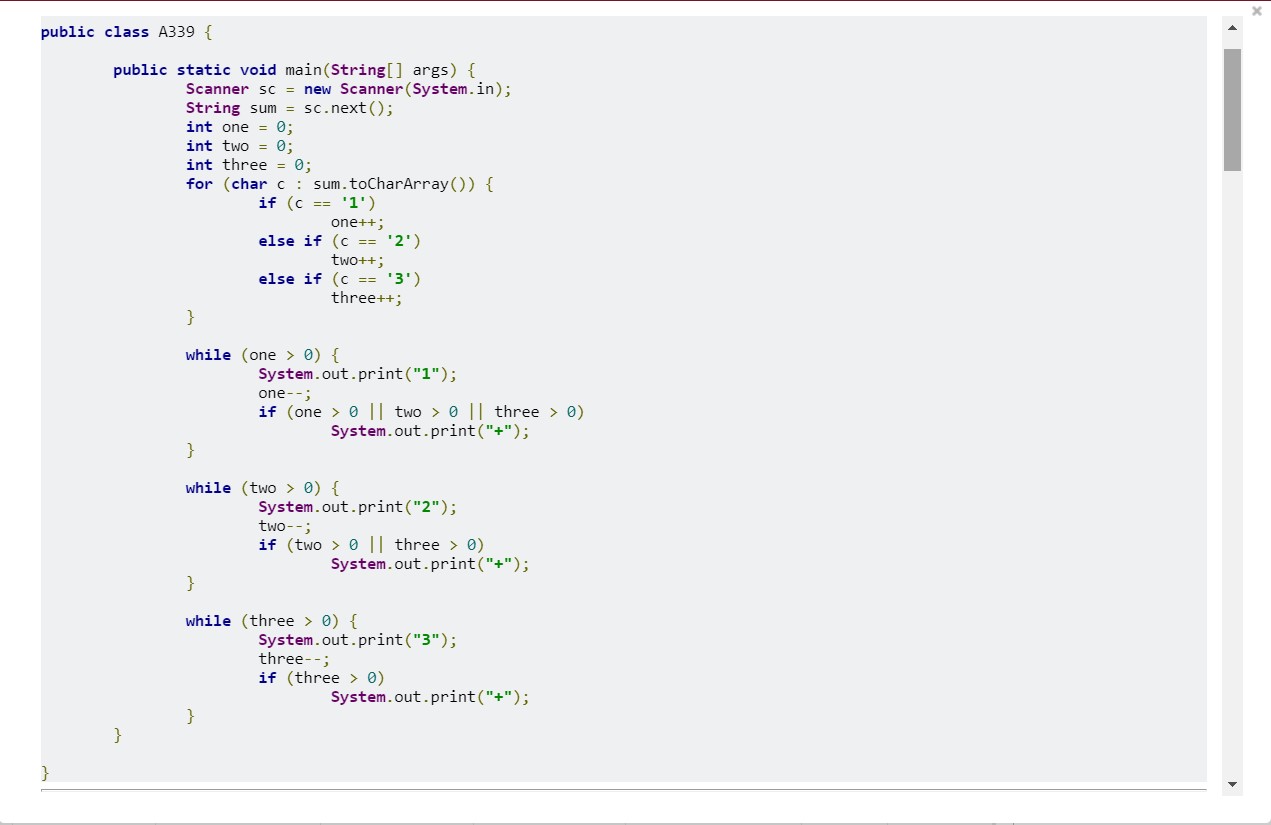 public class A339 {
public static void main(String[] args) {
Scanner sc = new Scanner(System.in);
String sum = sc.next();
int one = 0;
int two = 0;
int three = 0;
for (char c : sum.toCharArray()) {
if (c == '1')
one++;
else if (c == '2')
two++;
else if (c == '3')
three++;
}
while (one > 0) {
System.out.print("1");
one--;
if (one > 0 || two > 0 || three > 0)
System.out.print("+");
}
while (two > 0) {
System.out.print("2");
two--;
if (two > 0 || three > 0)
System.out.print("+");
}
while (three > 0) {
System.out.print("3");
three--;
if (three > 0)
System.out.print("+");
}
}
}